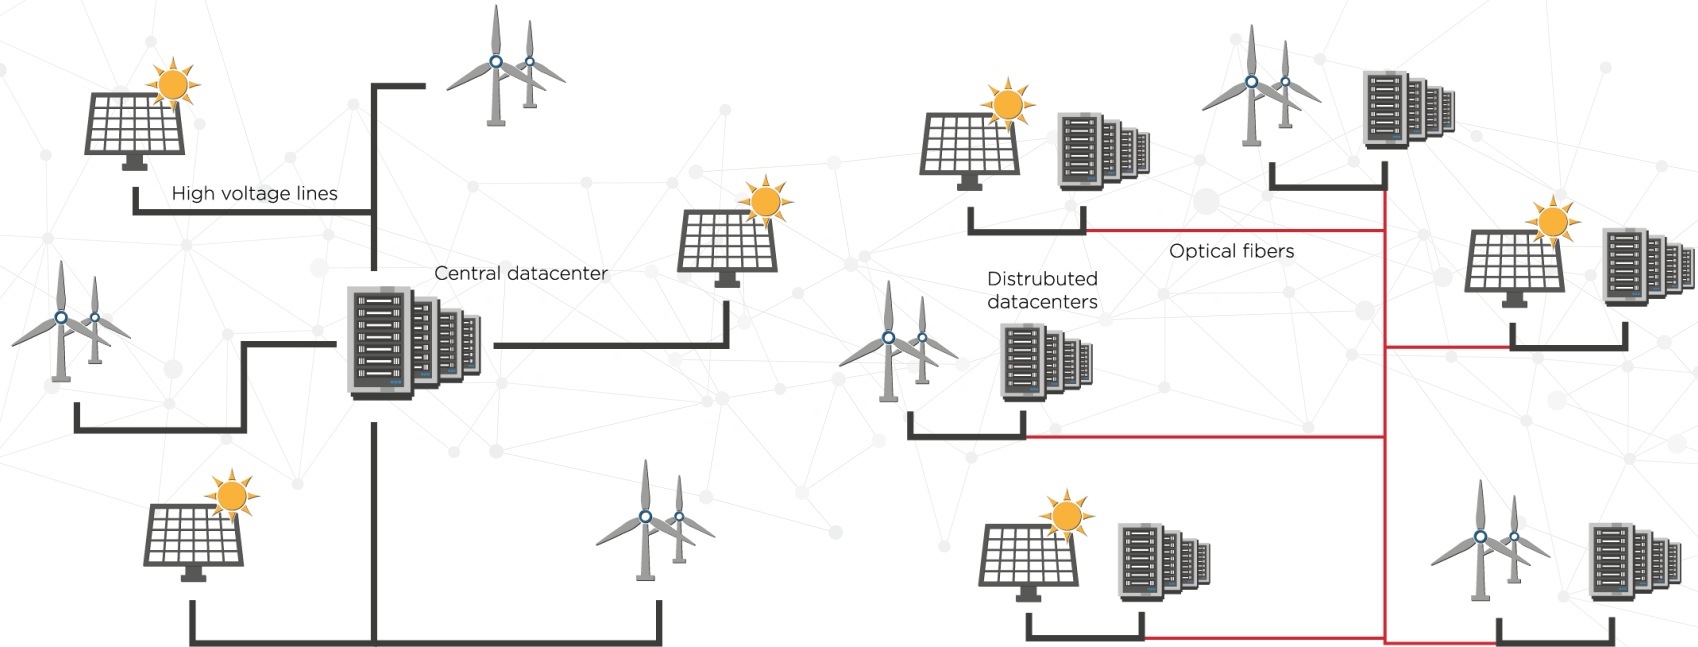 High voltage lines
Central datacenter
Optical fibers
Distrubuted
datacenters